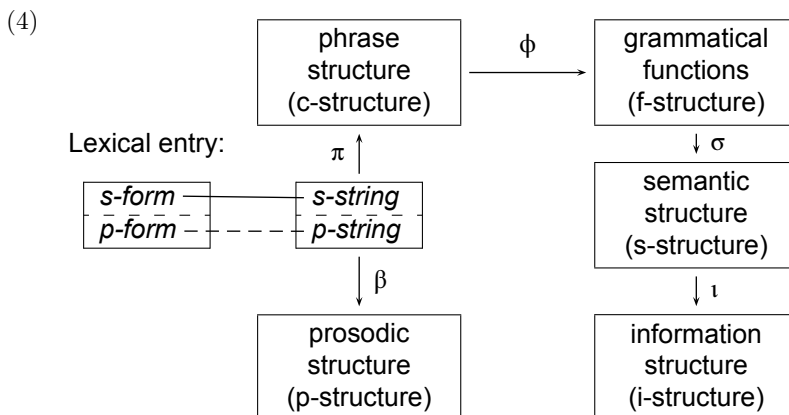 (4)
phrase
structure
(c-structure)
ϕ
grammatical
functions
(f-structure)
Lexical entry:
π
σ
s-form
s-string
p-form
p-string
semantic
structure
(s-structure)
β
ι
prosodic
structure
(p-structure)
information
structure
(i-structure)